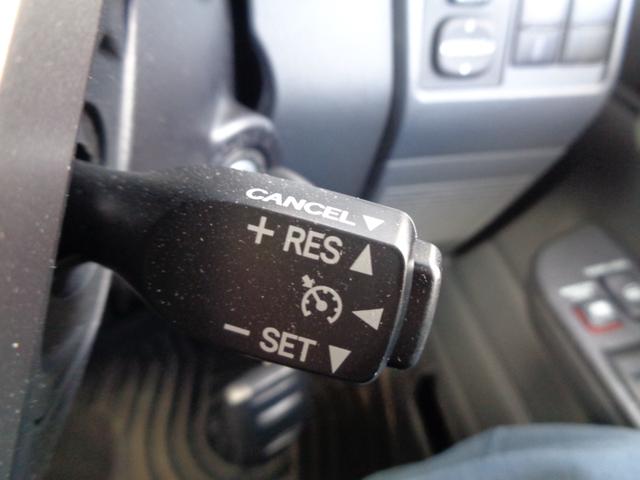 CANCEL ▼
+ RES ▲
◀
− SET ▼